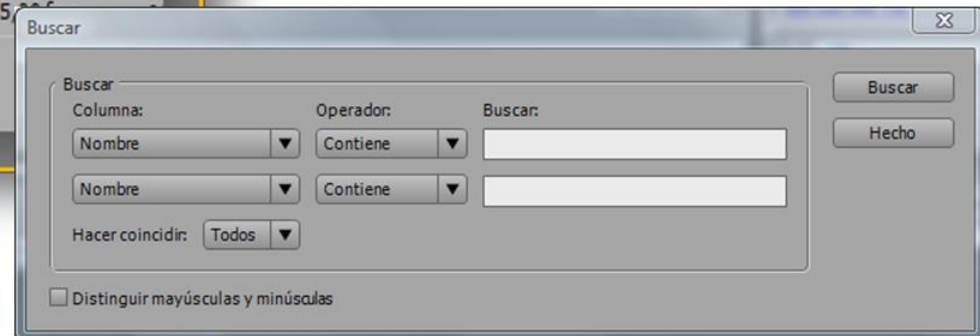 Buscar
Buscar
Columna: Operador: Buscar:
Nombre Contiene
Nombre Contiene
Hacer coincidir: Todos
Distinguir mayúsculas y minúsculas
Buscar
Hecho